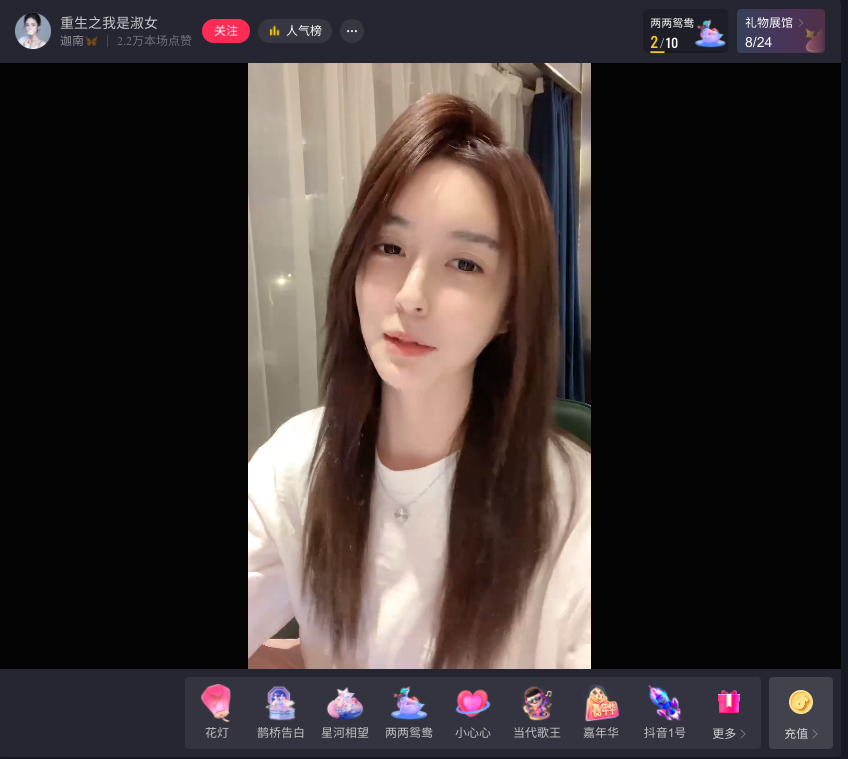 重生之我是淑女
迦南
2.2万本场点赞
关注
人气榜
两两鸳鸯
2/10
礼物展馆
8/24
花灯
鹊桥告白
星河相望
两两鸳鸯
小心心
当代歌王
嘉年华
嘉年华
抖音1号
更多
充值